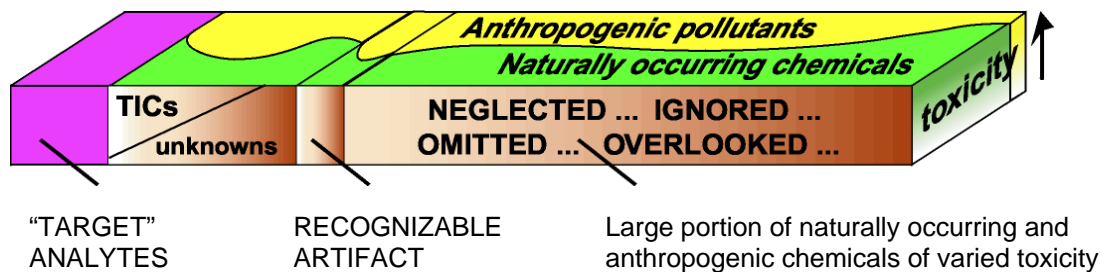 Anthropogenic pollutants
Naturally occurring chemicals
toxicity
TICs
unknowns
NEGLECTED ... IGNORED ...
OMITTED ... OVERLOOKED ...
“TARGET”
ANALYTES
RECOGNIZABLE
ARTIFACT
Large portion of naturally occurring and
anthropogenic chemicals of varied toxicity